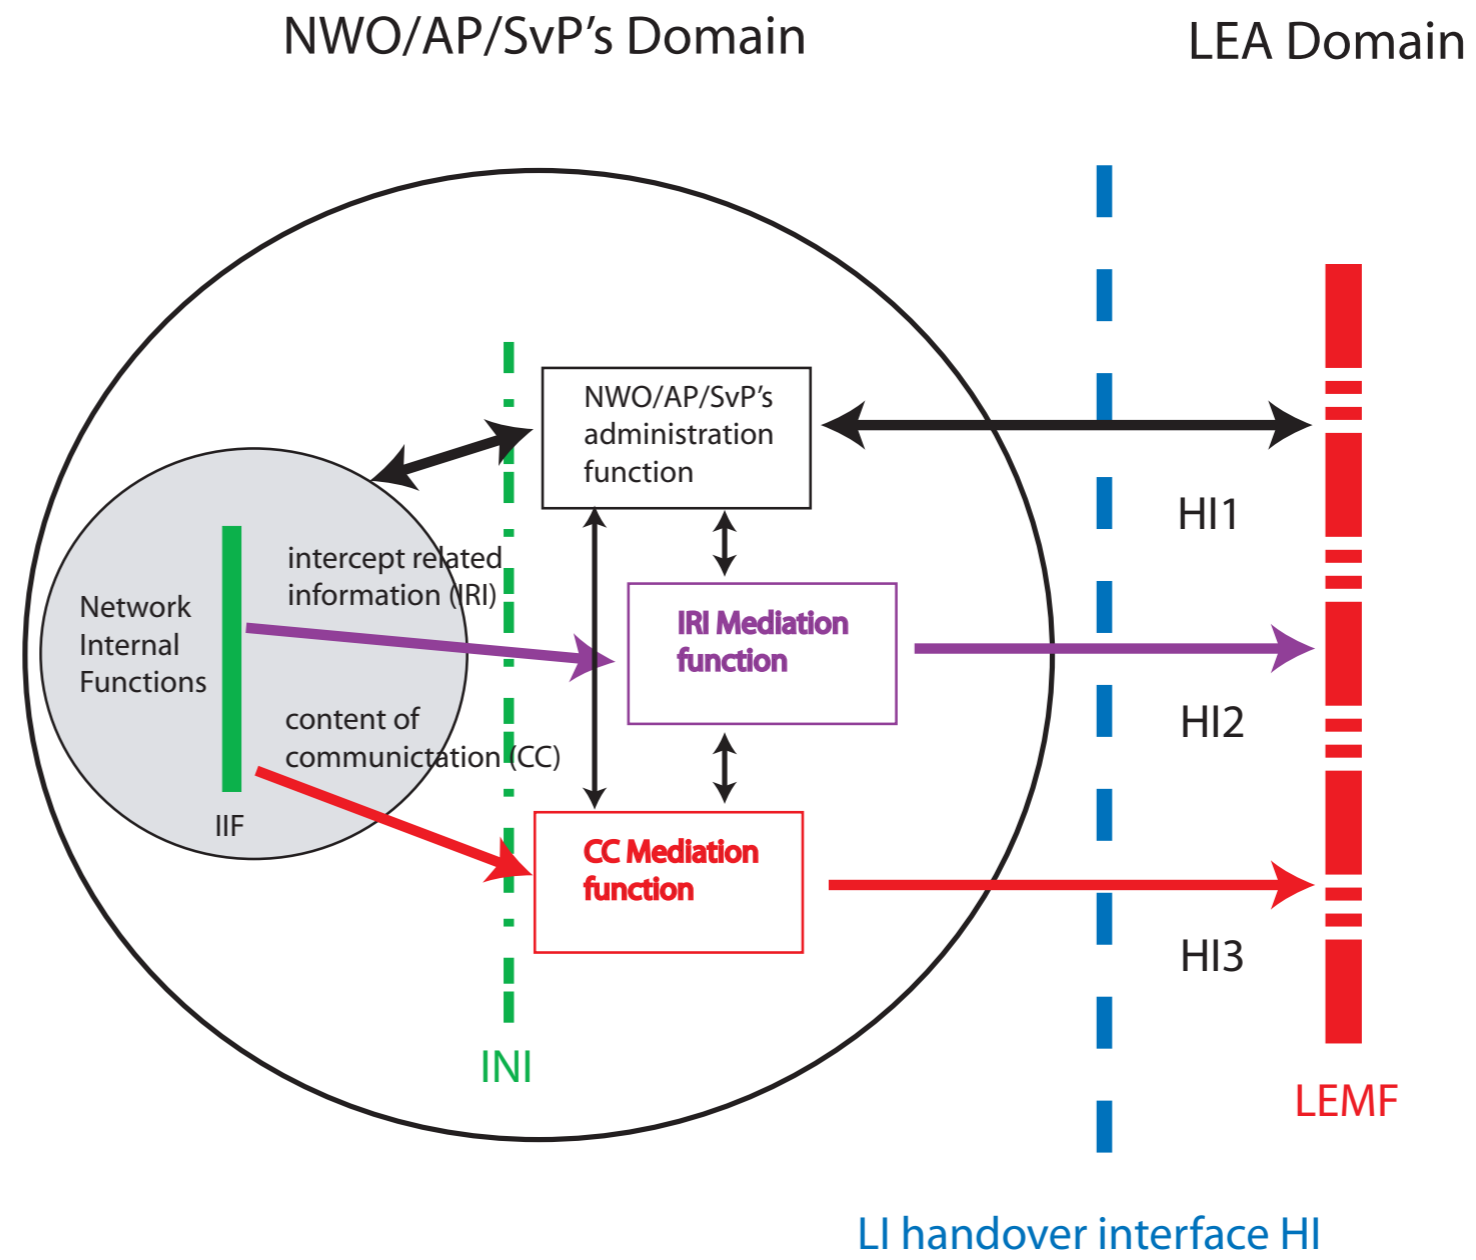 NWO/AP/SvP's Domain
LEA Domain
NWO/AP/SvP's
administration
function
HI1
intercept related
information (IRI)
Network
Internal
Functions
IRI Mediation
function
HI2
content of
communictation (CC)
IIF
CC Mediation
function
HI3
INI
LEMF
LI handover interface HI